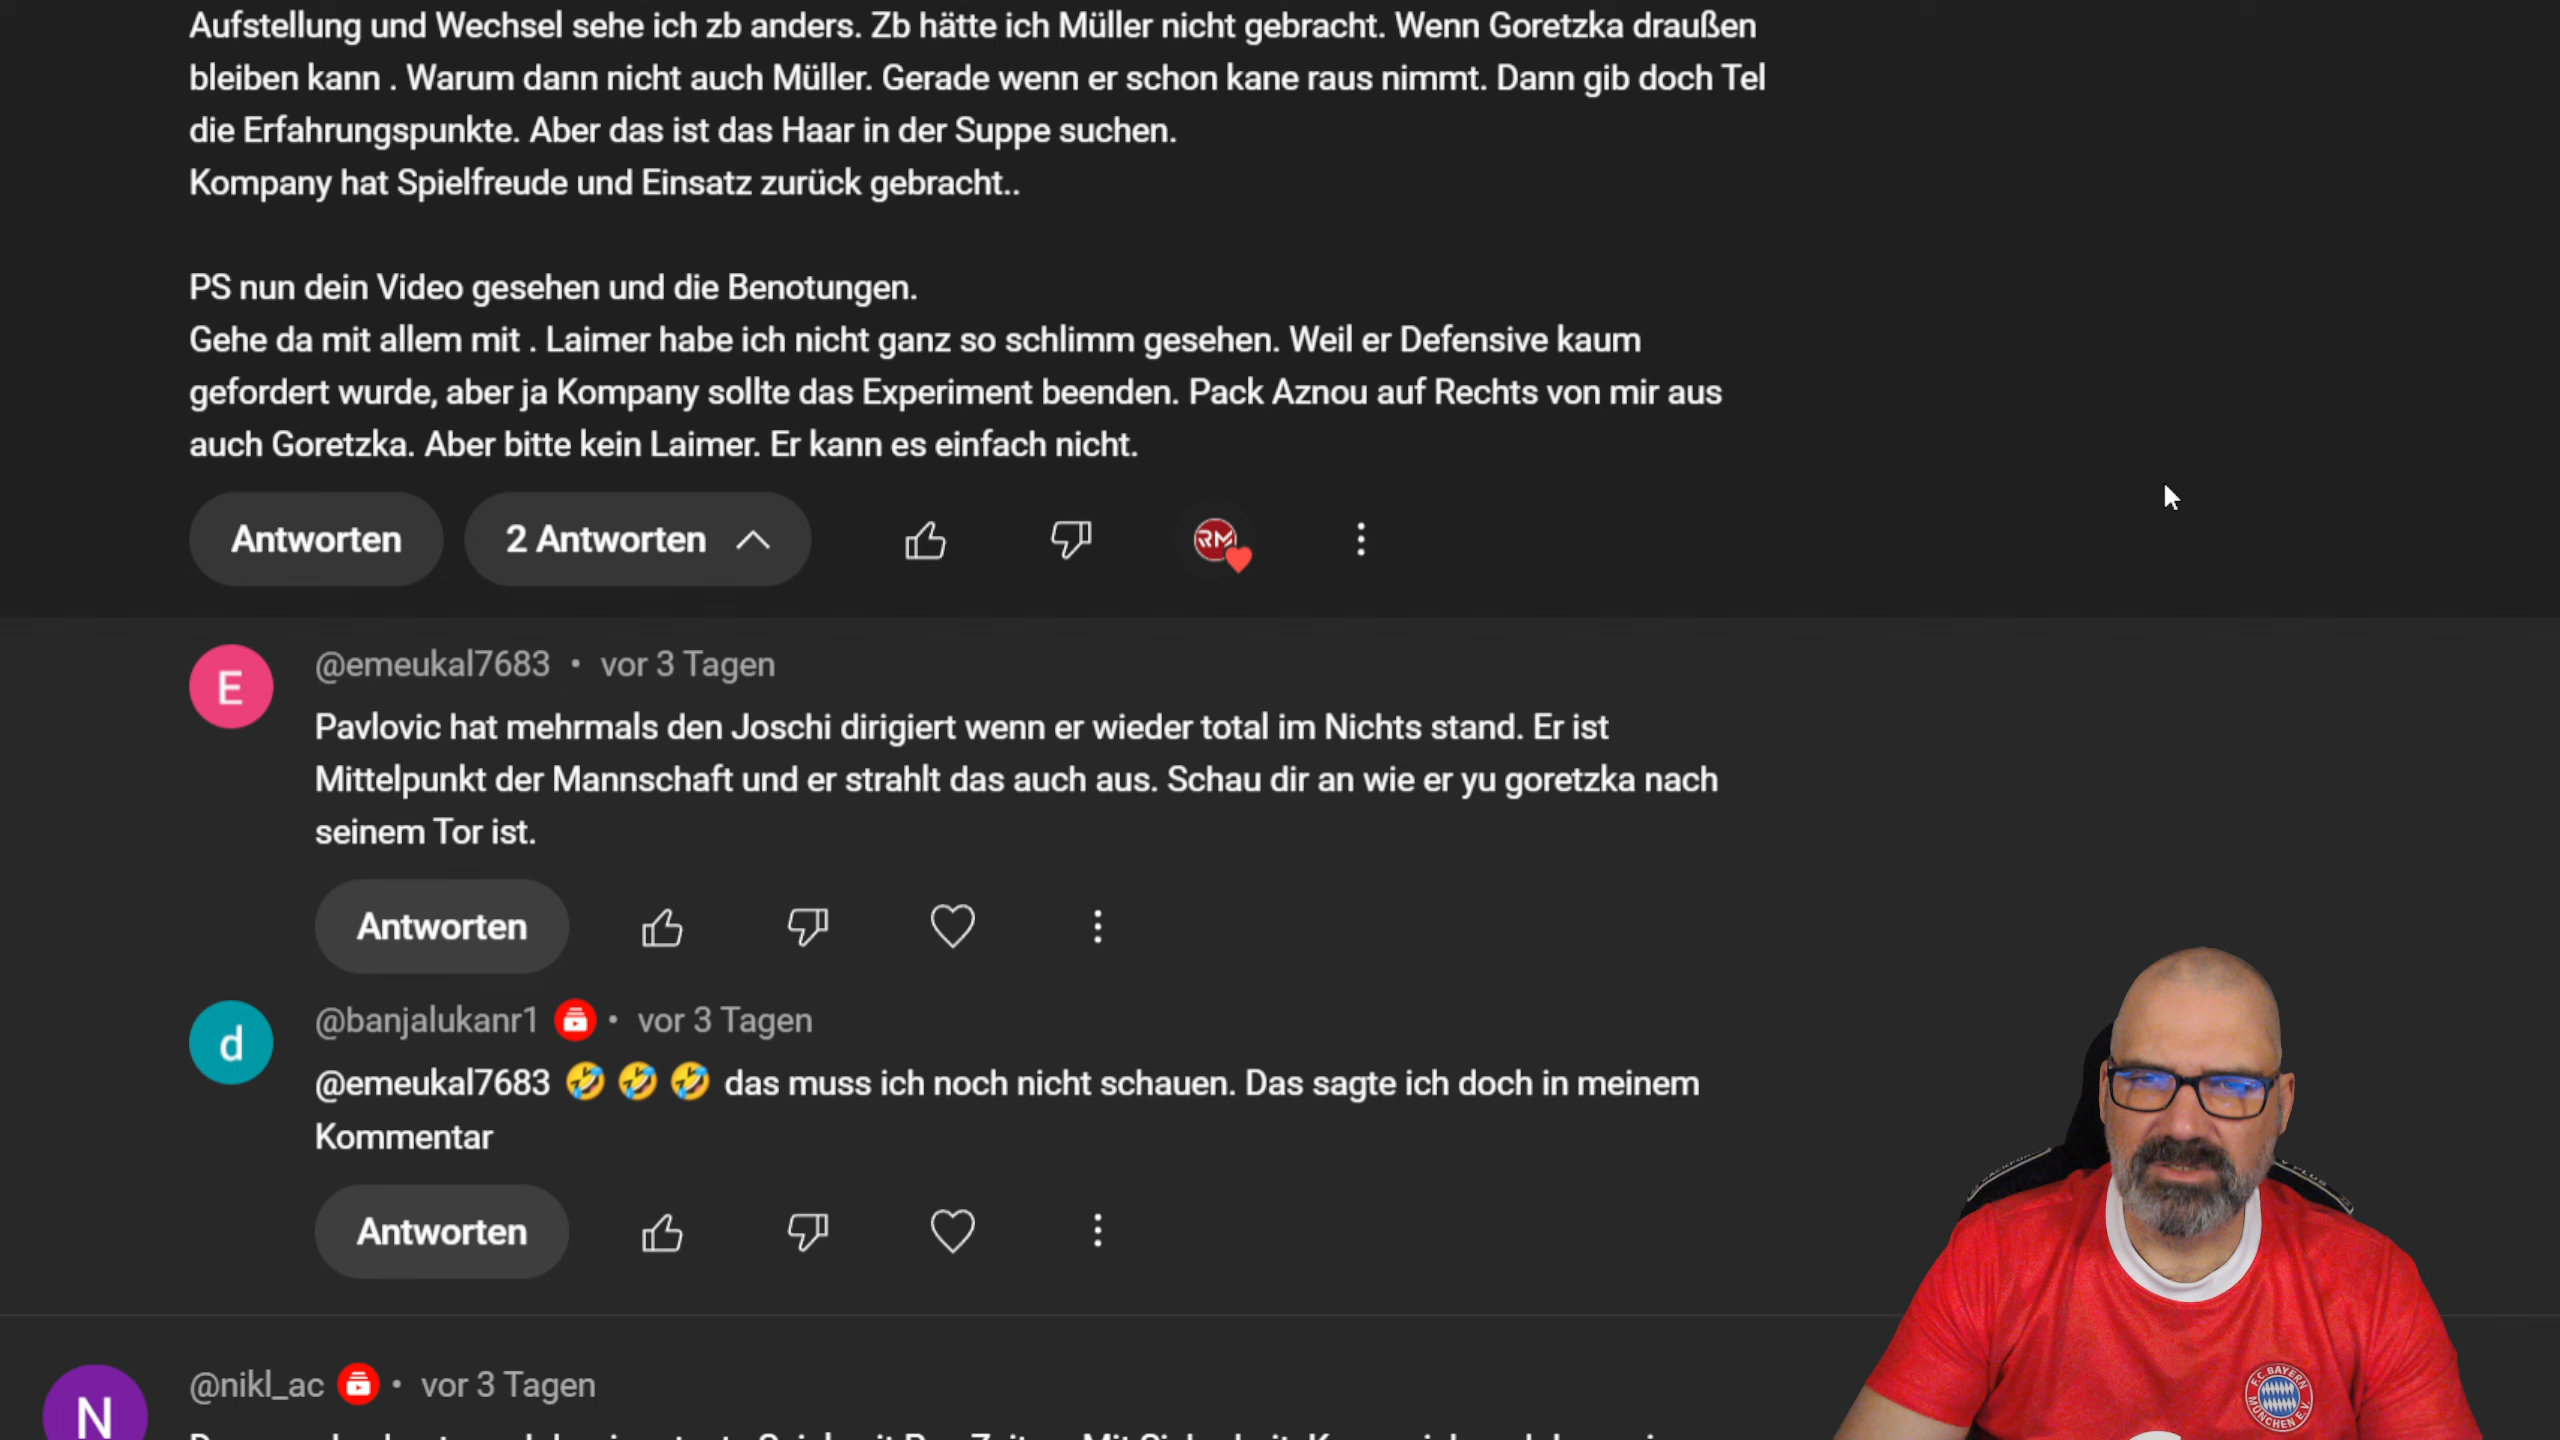 Aufstellung und Wechsel sehe ich zb anders. Zb hätte ich Müller nicht gebracht. Wenn Goretzka draußen
bleiben kann . Warum dann nicht auch Müller. Gerade wenn er schon kane raus nimmt. Dann gib doch Tel
die Erfahrungspunkte. Aber das ist das Haar in der Suppe suchen.
Kompany hat Spielfreude und Einsatz zurück gebracht..
PS nun dein Video gesehen und die Benotungen.
Gehe da mit allem mit . Laimer habe ich nicht ganz so schlimm gesehen. Weil er Defensive kaum
gefordert wurde, aber ja Kompany sollte das Experiment beenden. Pack Aznou auf Rechts von mir aus
auch Goretzka. Aber bitte kein Laimer. Er kann es einfach nicht.
Antworten 2 Antworten
RM
E
@emeukal7683 • vor 3 Tagen
Pavlovic hat mehrmals den Joschi dirigiert wenn er wieder total im Nichts stand. Er ist
Mittelpunkt der Mannschaft und er strahlt das auch aus. Schau dir an wie er yu goretzka nach
seinem Tor ist.
Antworten
d
@banjalukanr1 • vor 3 Tagen
@emeukal7683 🤣 🤣 🤣 das muss ich noch nicht schauen. Das sagte ich doch in meinem
Kommentar
Antworten
N
@nikl_ac • vor 3 Tagen
F.C. BAYERN
MÜNCHEN E.V.